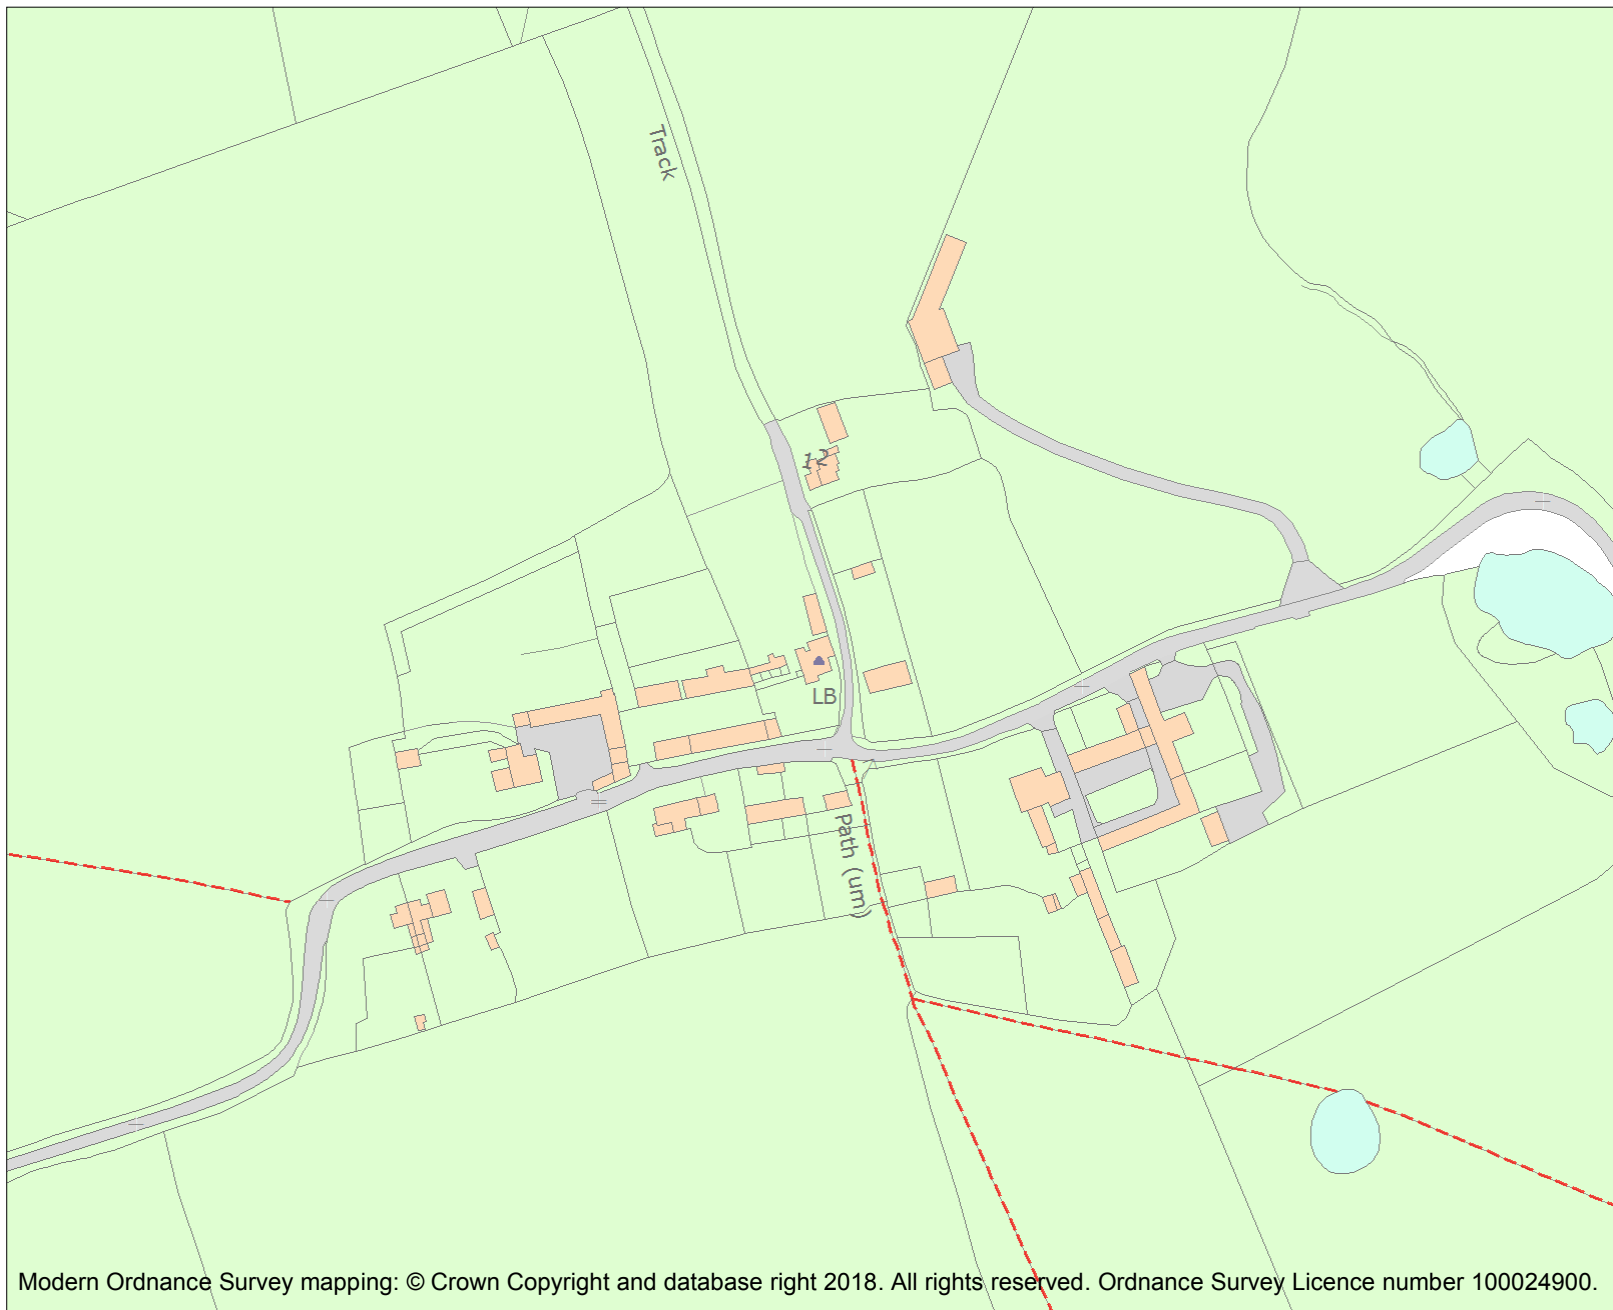 Track
12
LB
Path (um)
Modern Ordnance Survey mapping: © Crown Copyright and database right 2018. All rights reserved. Ordnance Survey Licence number 100024900.